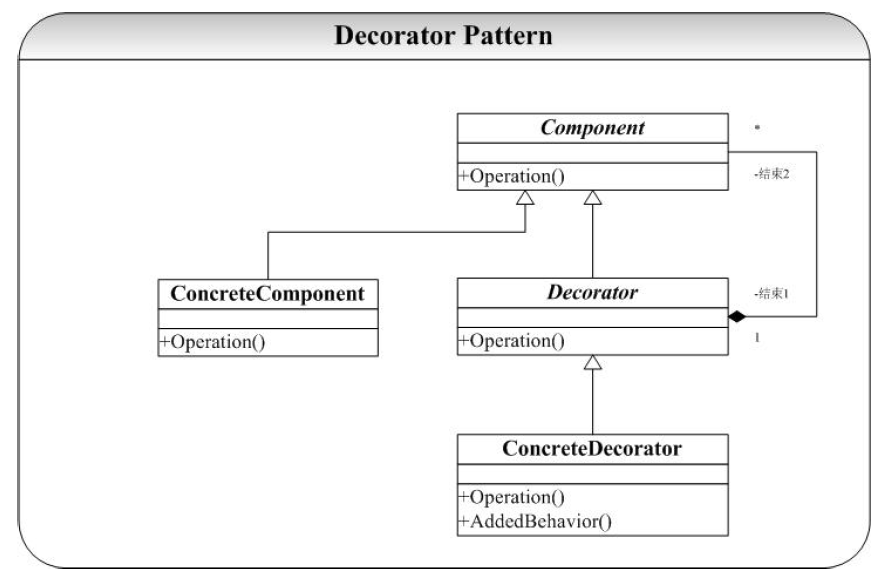 Decorator Pattern
Component
*
+Operation()
-结束2
ConcreteComponent
+Operation()
Decorator
-结束1
+Operation()
1
ConcreteDecorator
+Operation()
+AddedBehavior()